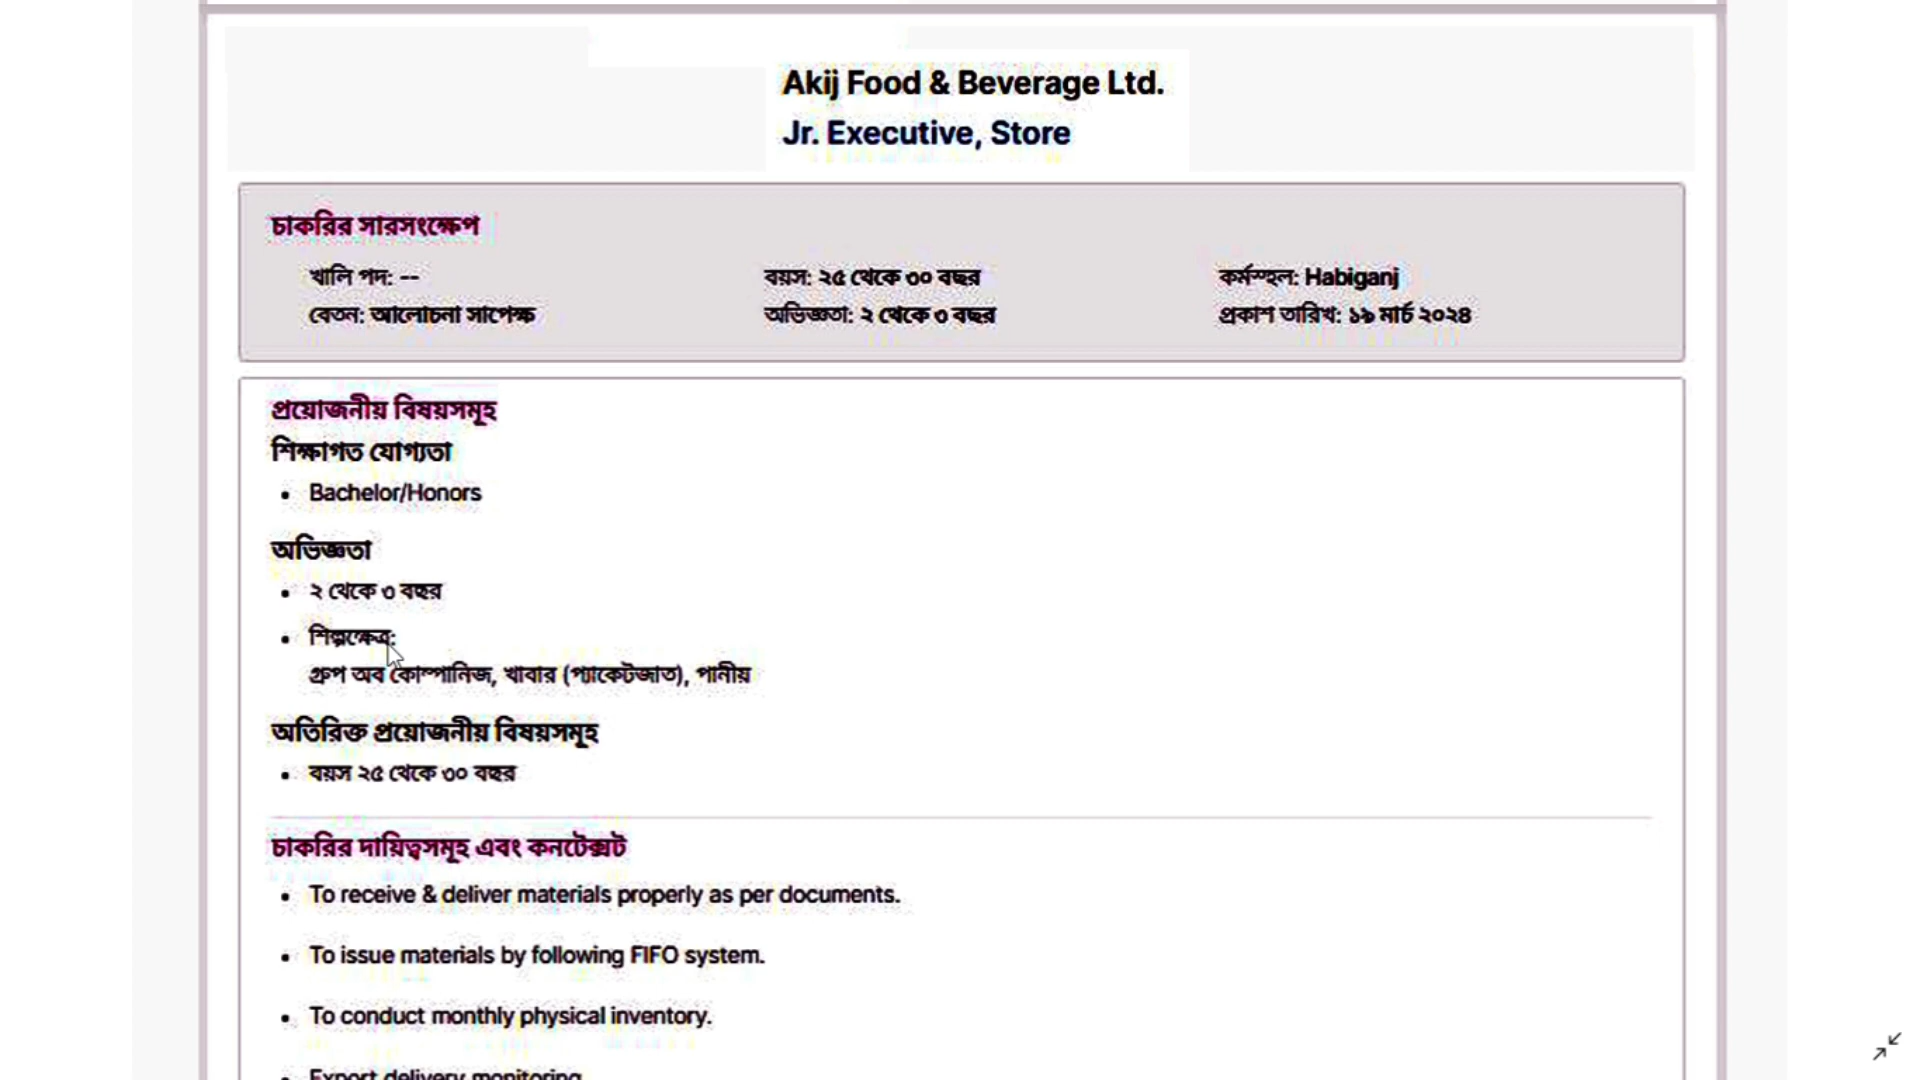 Akij Food & Beverage Ltd.
Jr. Executive, Store
চাকরির সারসংক্ষেপ
খালি পদ: --
বয়স: ২৫ থেকে ৩০ বছর
কর্মস্হল: Habiganj
বেতন: আলোচনা সাপেক্ষ
অভিজ্ঞতা: ২ থেকে ৩ বছর
প্রকাশ তারিখ: ১৯ মার্চ ২০২৪
প্রয়োজনীয় বিষয়সমূহ
শিক্ষাগত যোগ্যতা
• Bachelor/Honors
অভিজ্ঞতা
• ২ থেকে ৩ বছর
• শিল্পক্ষেত্র:
গ্রুপ অব কোম্পানিজ, খাবার (প্যাকেটজাত), পানীয়
অতিরিক্ত প্রয়োজনীয় বিষয়সমূহ
• বয়স ২৫ থেকে ৩০ বছর
চাকরির দায়িত্বসমূহ এবং কনটেক্সট
• To receive & deliver materials properly as per documents.
• To issue materials by following FIFO system.
• To conduct monthly physical inventory.
• Export delivery monitoring